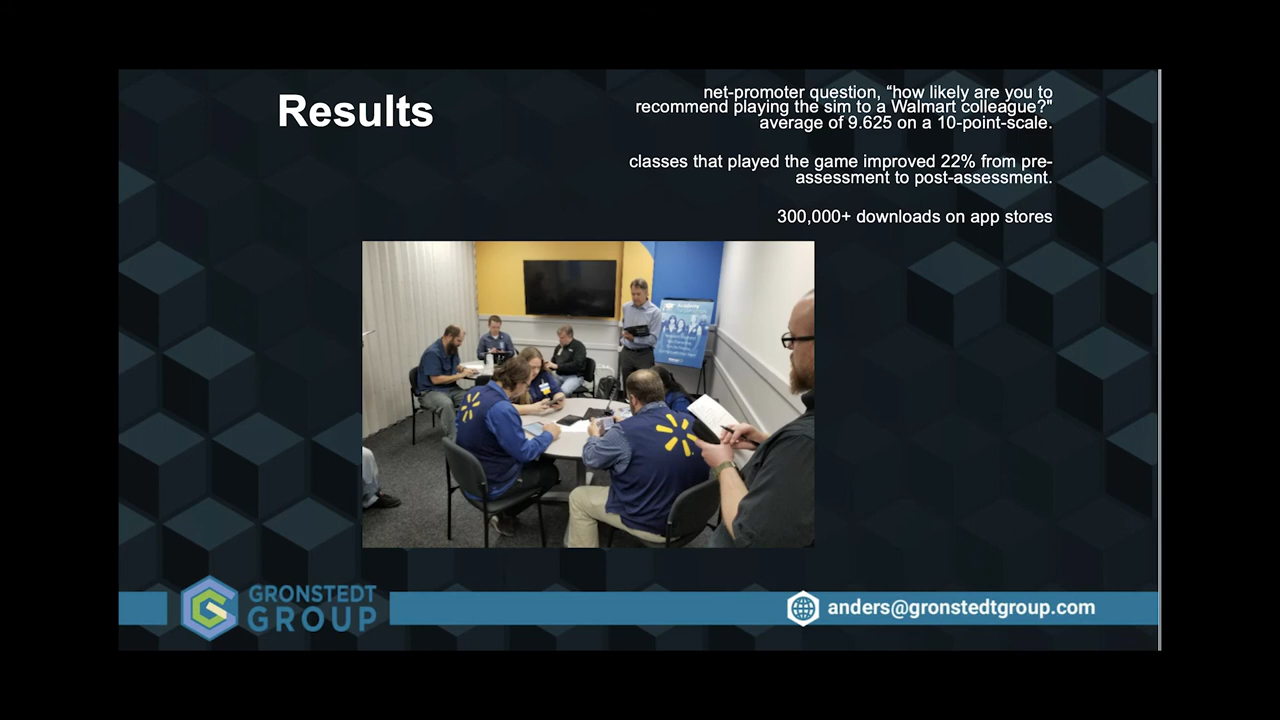 Results
net-promoter question, “how likely are you to
recommend playing the sim to a Walmart colleague?"
average of 9.625 on a 10-point-scale.
classes that played the game improved 22% from pre-
assessment to post-assessment.
300,000+ downloads on app stores
GRONSTEDT
GROUP
anders@gronstedtgroup.com